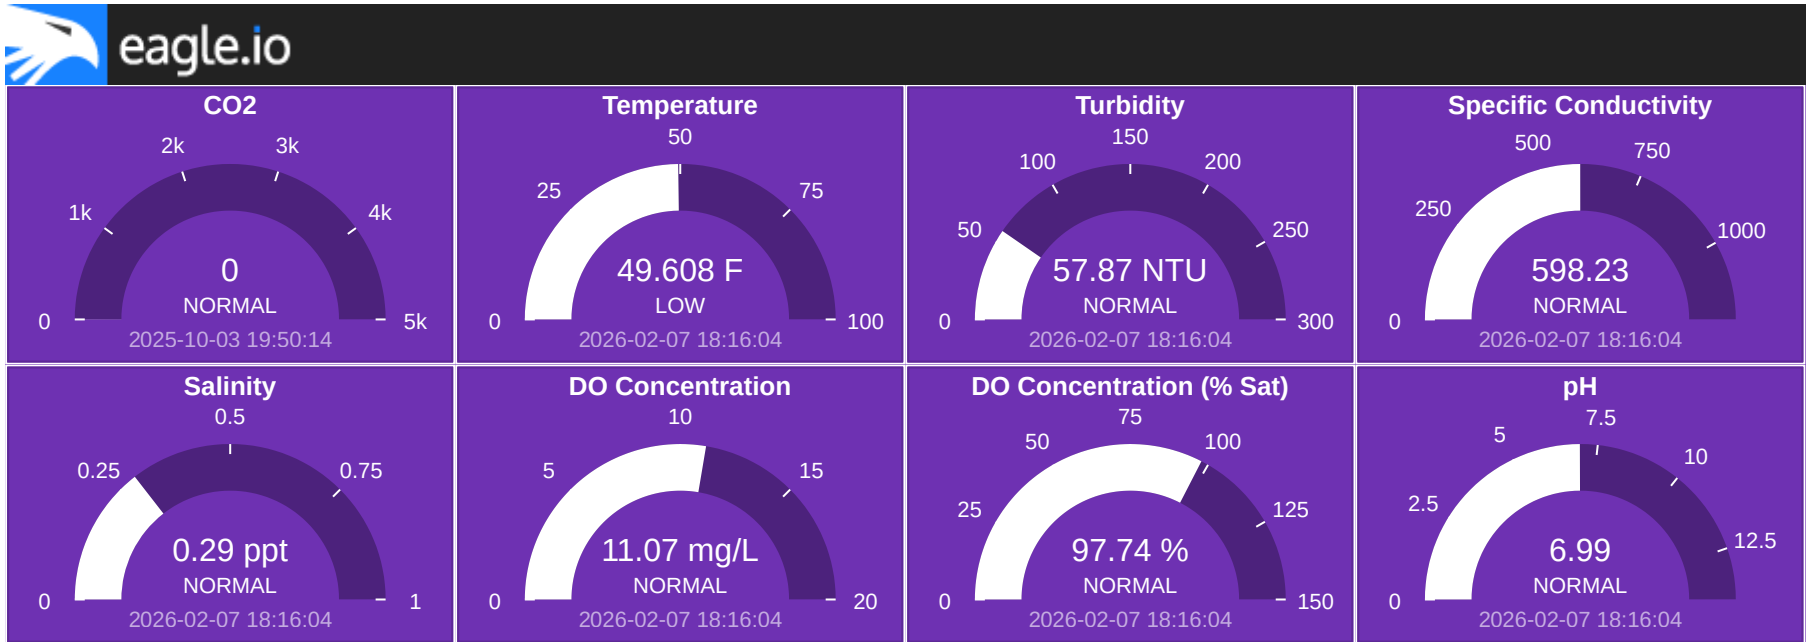 eagle.io
CO2
2k
3k
1k
4k
0
5k
0
NORMAL
2025-10-03 19:50:14
Temperature
50
25
75
0
100
49.608 F
LOW
2026-02-07 18:16:04
Turbidity
150
100
200
50
250
0
300
57.87 NTU
NORMAL
2026-02-07 18:16:04
Specific Conductivity
500
750
250
1000
0
598.23
NORMAL
2026-02-07 18:16:04
Salinity
0.5
0.25
0.75
0
1
0.29 ppt
NORMAL
2026-02-07 18:16:04
DO Concentration
10
5
15
0
20
11.07 mg/L
NORMAL
2026-02-07 18:16:04
DO Concentration (% Sat)
75
50
100
25
125
0
150
97.74 %
NORMAL
2026-02-07 18:16:04
pH
7.5
5
10
2.5
12.5
0
6.99
NORMAL
2026-02-07 18:16:04